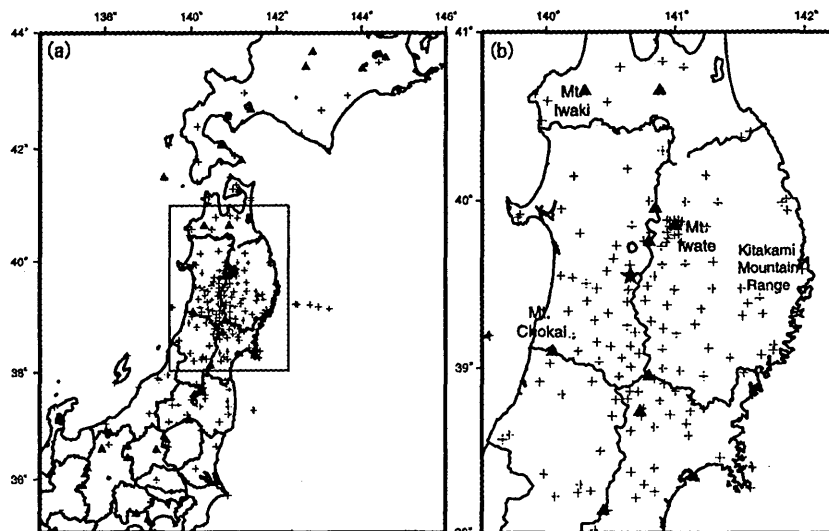 136° 138° 140° 142° 144° 146°
44°
42°
40°
38°
36°
(a)
140° 141° 142°
41°
40°
39°
(b)
Mt.
Iwaki
Mt.
Iwate
Kitakami
Mountain
Range
Mt.
Chokai